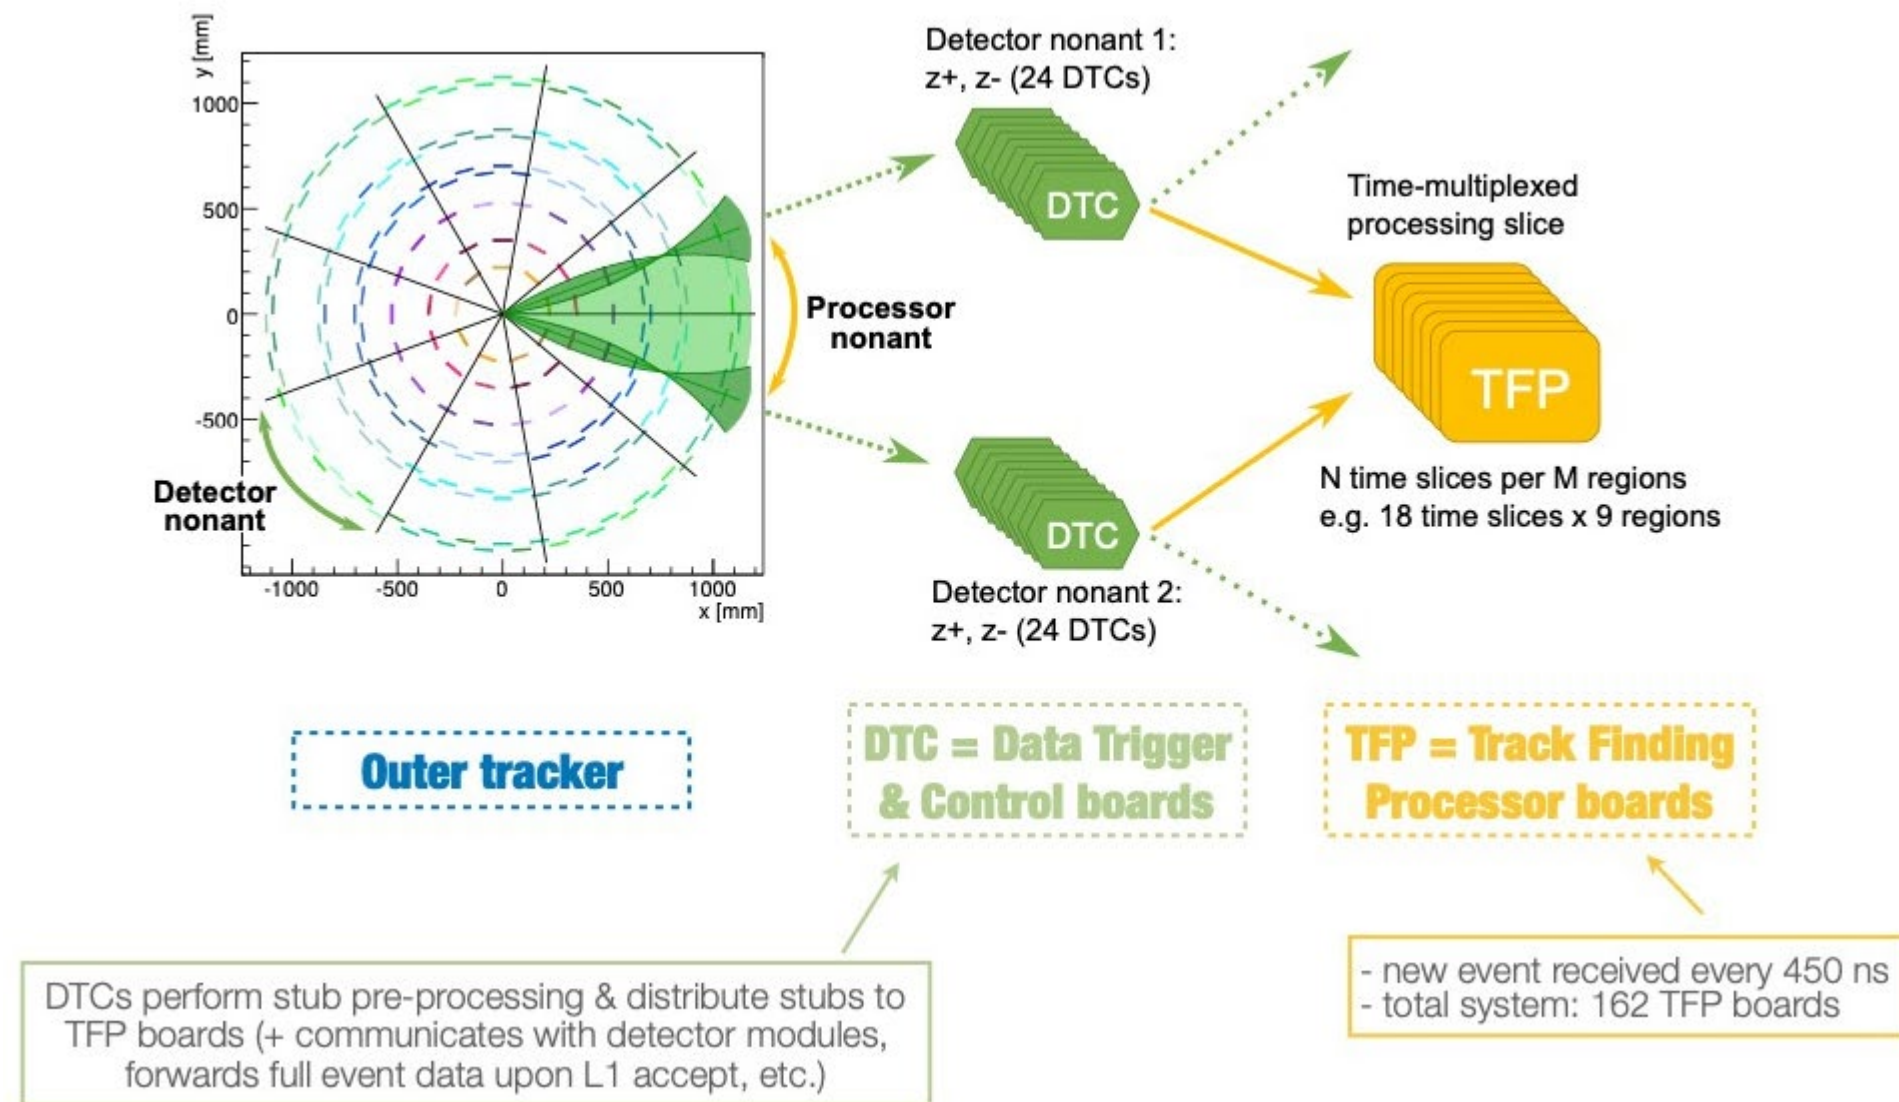 y [mm]
1000
500
0
-500
-1000
-500
0
500
1000
x [mm]
Detector
nonant
Processor
nonant
Detector nonant 1:
z+, z- (24 DTCs)
DTC
DTC
Detector nonant 2:
z+, z- (24 DTCs)
Time-multiplexed
processing slice
TFP
N time slices per M regions
e.g. 18 time slices x 9 regions
Outer tracker
DTC = Data Trigger
& Control boards
TFP = Track Finding
Processor boards
DTCs perform stub pre-processing & distribute stubs to
TFP boards (+ communicates with detector modules,
forwards full event data upon L1 accept, etc.)
- new event received every 450 ns
- total system: 162 TFP boards